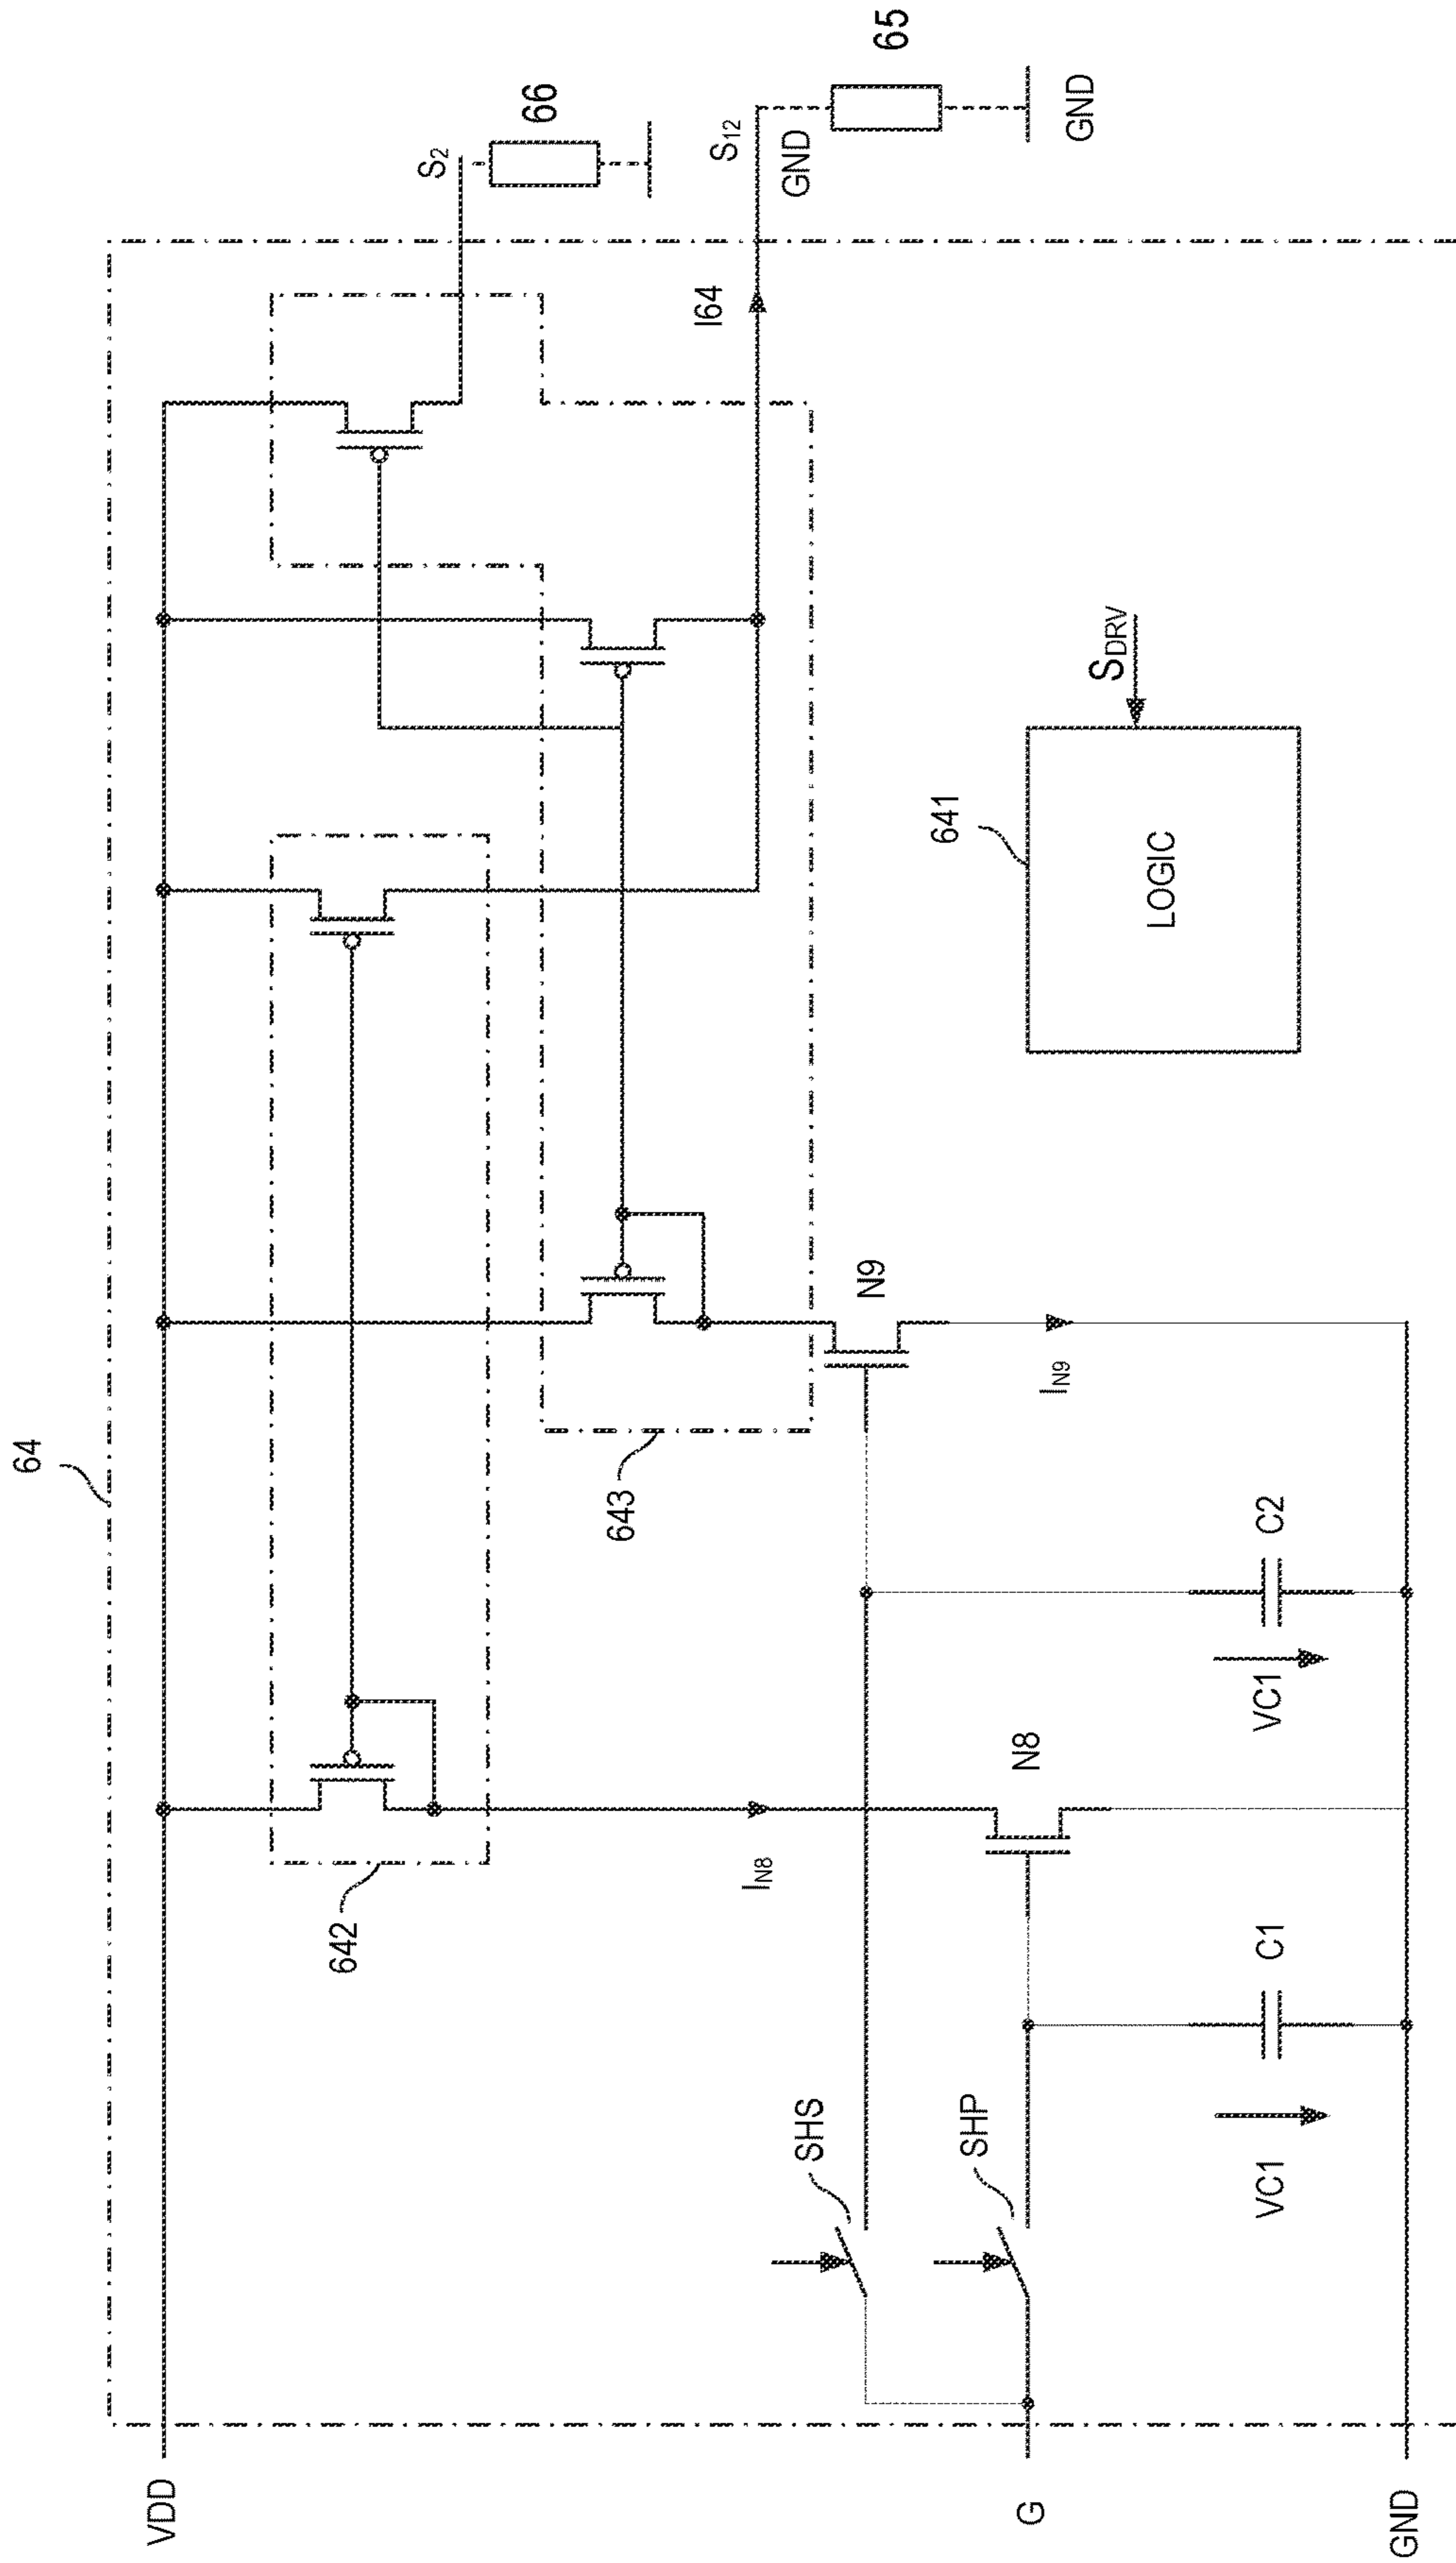 64
VDD
S2
66
S12
GND
65
GND
I64
642
643
IN8
N9
IN9
SHS
SHP
N8
VC1
C1
VC1
C2
641
LOGIC
SDRV
G
GND